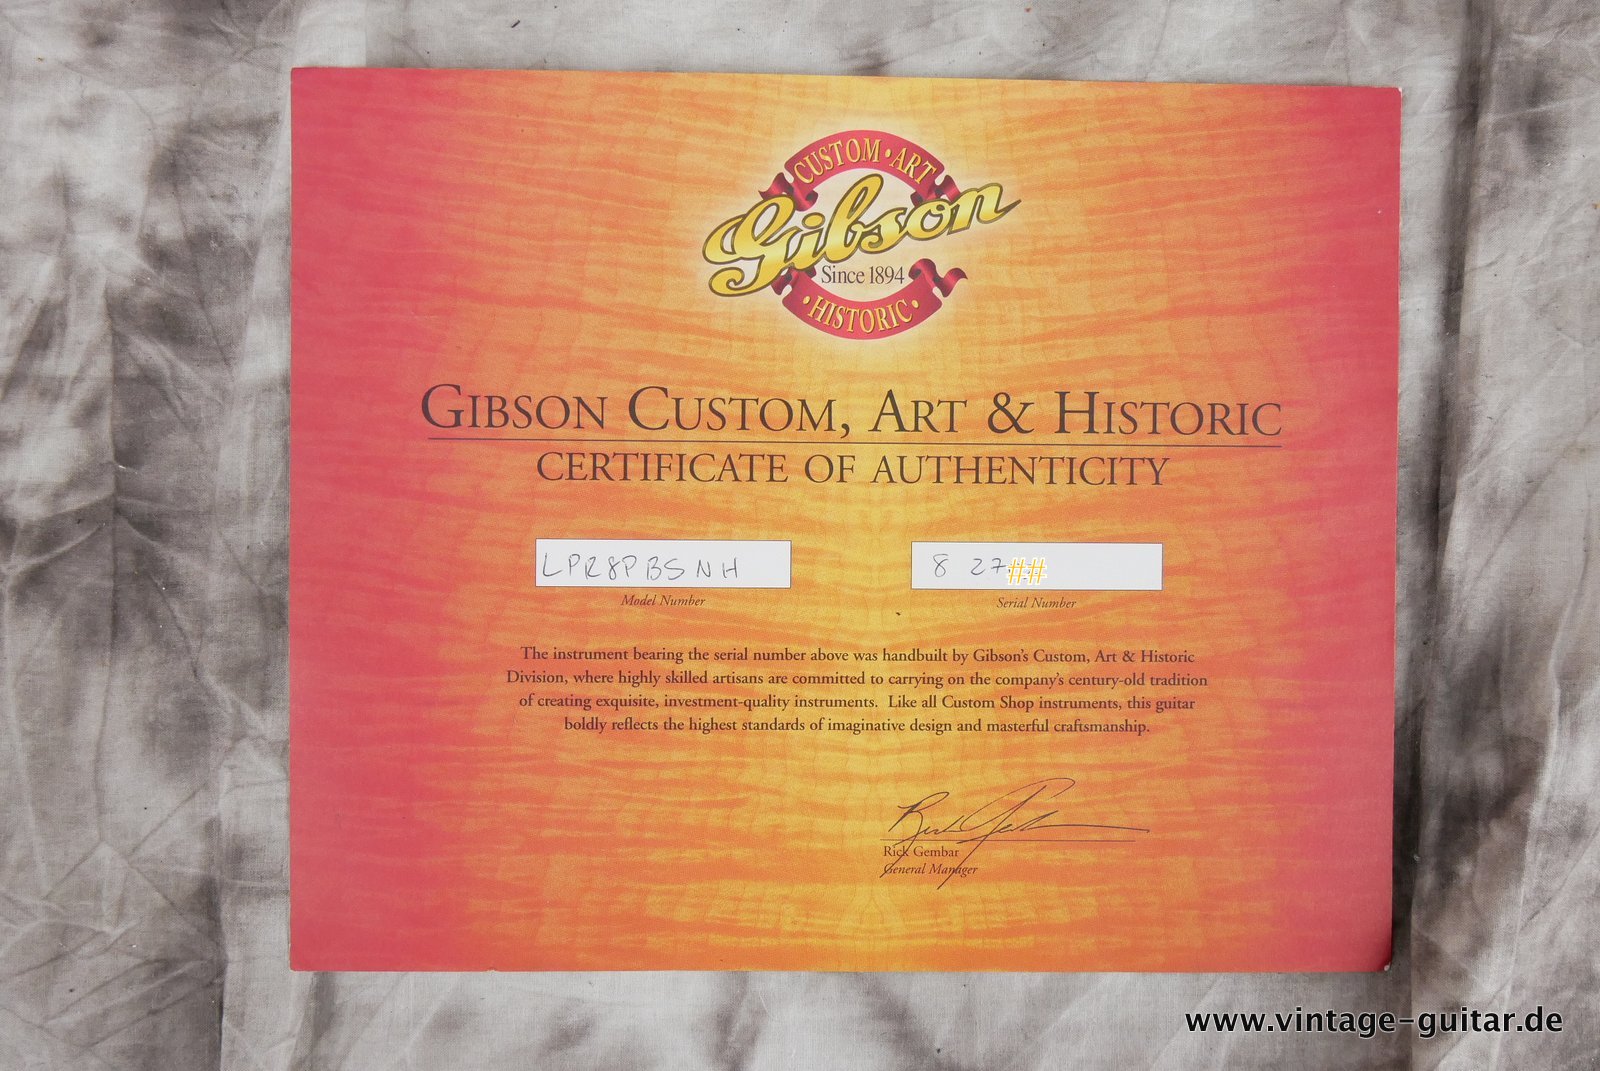 CUSTOM • ART
Gibson
Since 1894
• HISTORIC •
GIBSON CUSTOM, ART & HISTORIC
CERTIFICATE OF AUTHENTICITY
LPR8PBSNH
8 27##
Model Number
Serial Number
The instrument bearing the serial number above was handbuilt by Gibson's Custom, Art & Historic
Division, where highly skilled artisans are committed to carrying on the company's century-old tradition
of creating exquisite, investment-quality instruments. Like all Custom Shop instruments, this guitar
boldly reflects the highest standards of imaginative design and masterful craftsmanship.
Rick Gembar
General Manager
www.vintage-guitar.de